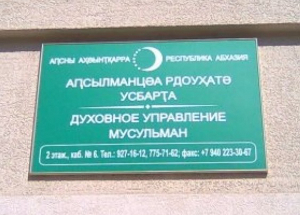 АԤСНЫ АҲӘЫНҬҚАРРА РЕСПУБЛИКА АБХАЗИЯ
АԤСЫЛМАНЦӘА РДОУҲАТӘ
УСБАРҬА
ДУХОВНОЕ УПРАВЛЕНИЕ
МУСУЛЬМАН
2 этаж., каб. № 6. Тел.: 927-16-12, 775-71-62; факс: +7 940 223-30-67